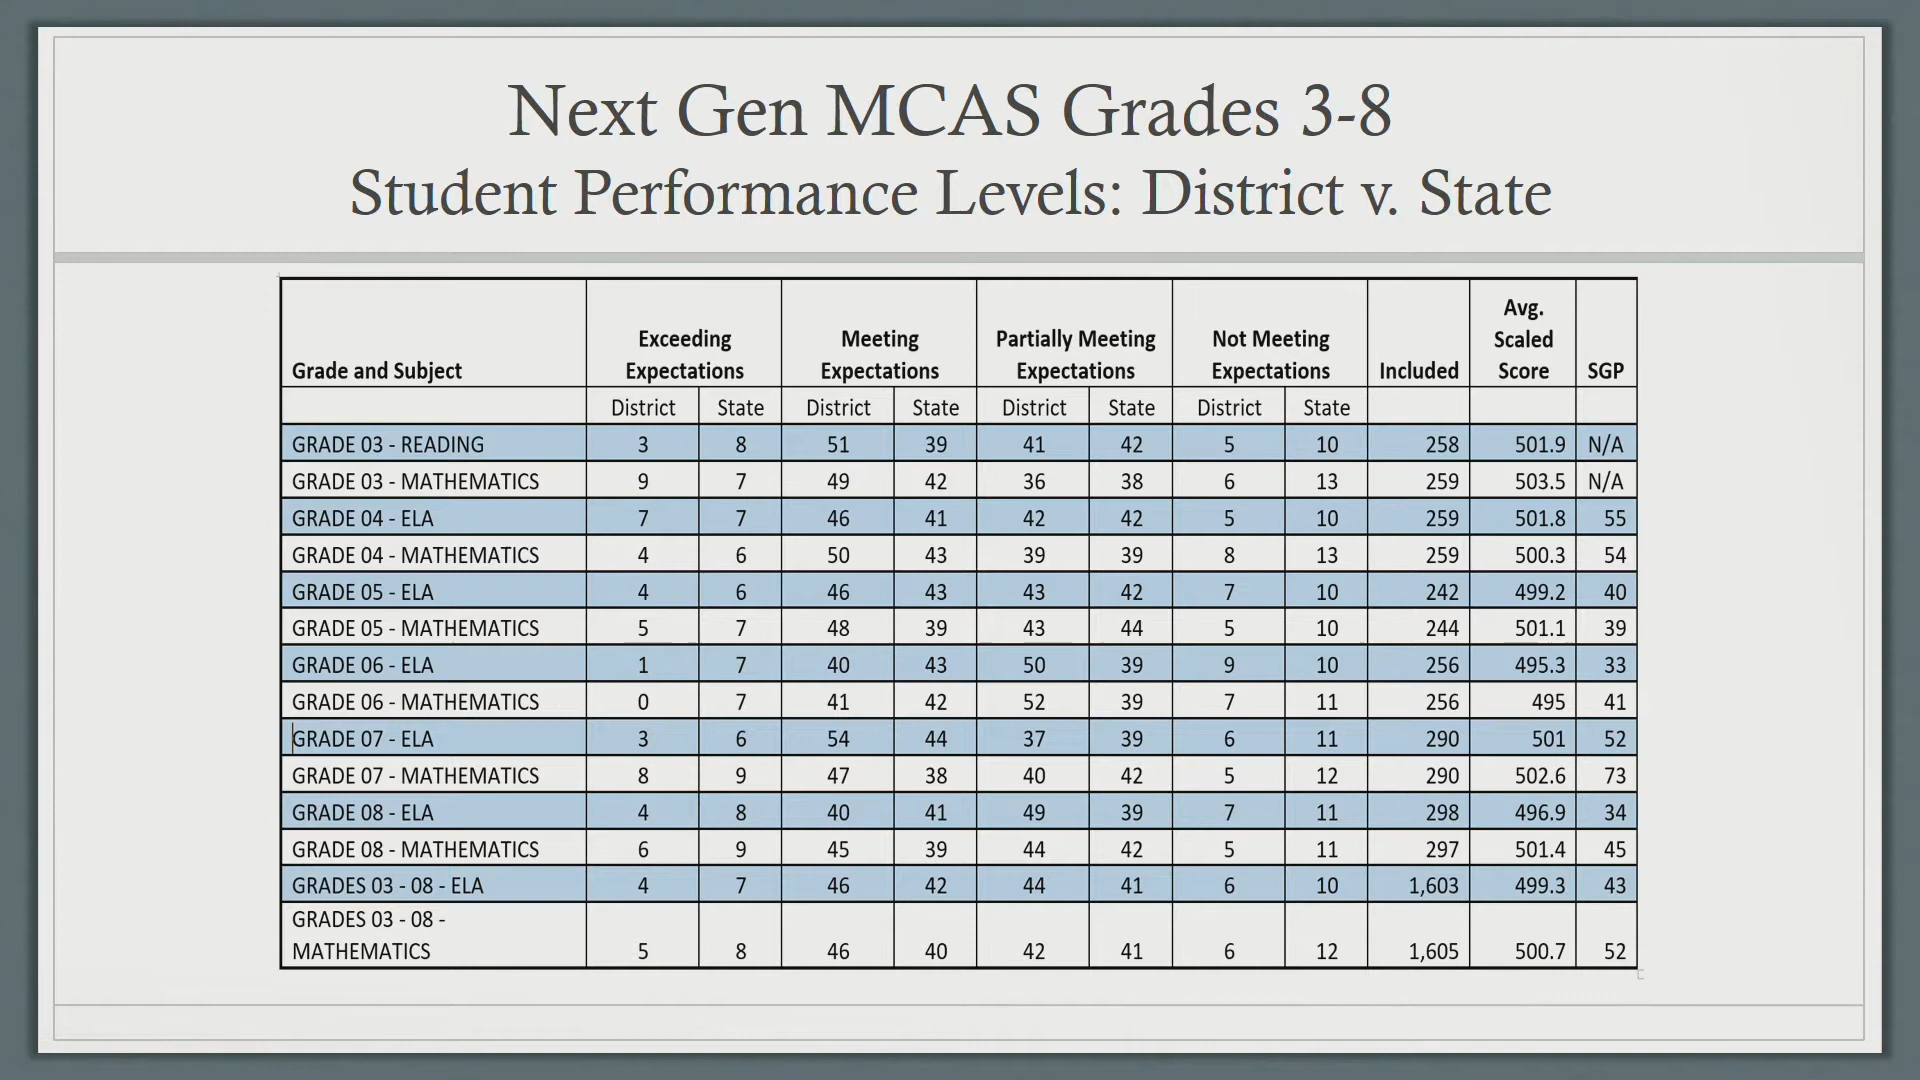 Next Gen MCAS Grades 3-8
Student Performance Levels: District v. State
Grade and Subject Exceeding Expectations Meeting Expectations Partially Meeting Expectations Not Meeting Expectations Included Avg. Scaled Score SGP
District State District State District State District State
GRADE 03 - READING 3 8 51 39 41 42 5 10 258 501.9 N/A
GRADE 03 - MATHEMATICS 9 7 49 42 36 38 6 13 259 503.5 N/A
GRADE 04 - ELA 7 7 46 41 42 42 5 10 259 501.8 55
GRADE 04 - MATHEMATICS 4 6 50 43 39 39 8 13 259 500.3 54
GRADE 05 - ELA 4 6 46 43 43 42 7 10 242 499.2 40
GRADE 05 - MATHEMATICS 5 7 48 39 43 44 5 10 244 501.1 39
GRADE 06 - ELA 1 7 40 43 50 39 9 10 256 495.3 33
GRADE 06 - MATHEMATICS 0 7 41 42 52 39 7 11 256 495 41
GRADE 07 - ELA 3 6 54 44 37 39 6 11 290 501 52
GRADE 07 - MATHEMATICS 8 9 47 38 40 42 5 12 290 502.6 73
GRADE 08 - ELA 4 8 40 41 49 39 7 11 298 496.9 34
GRADE 08 - MATHEMATICS 6 9 45 39 44 42 5 11 297 501.4 45
GRADES 03 - 08 - ELA 4 7 46 42 44 41 6 10 1,603 499.3 43
GRADES 03 - 08 -
MATHEMATICS 5 8 46 40 42 41 6 12 1,605 500.7 52